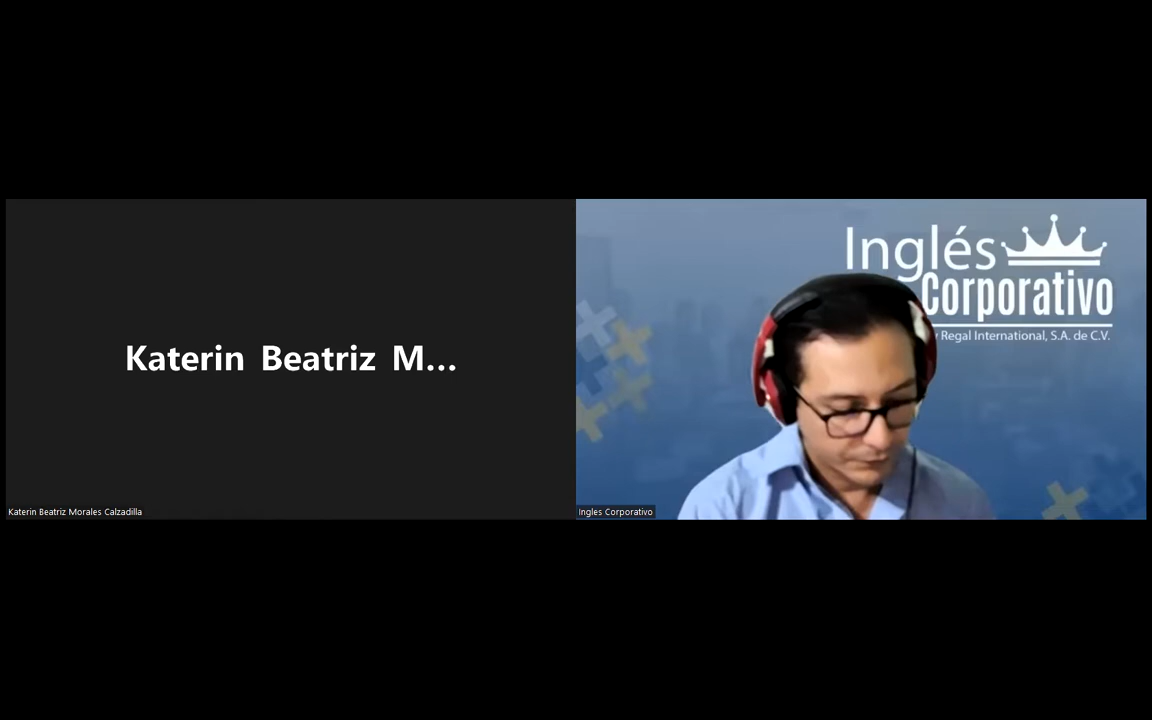 Katerin Beatriz M...
Katerin Beatriz Morales Calzadilla
Inglés
Corporativo
Regal International, S.A. de C.V.
Ingles Corporativo